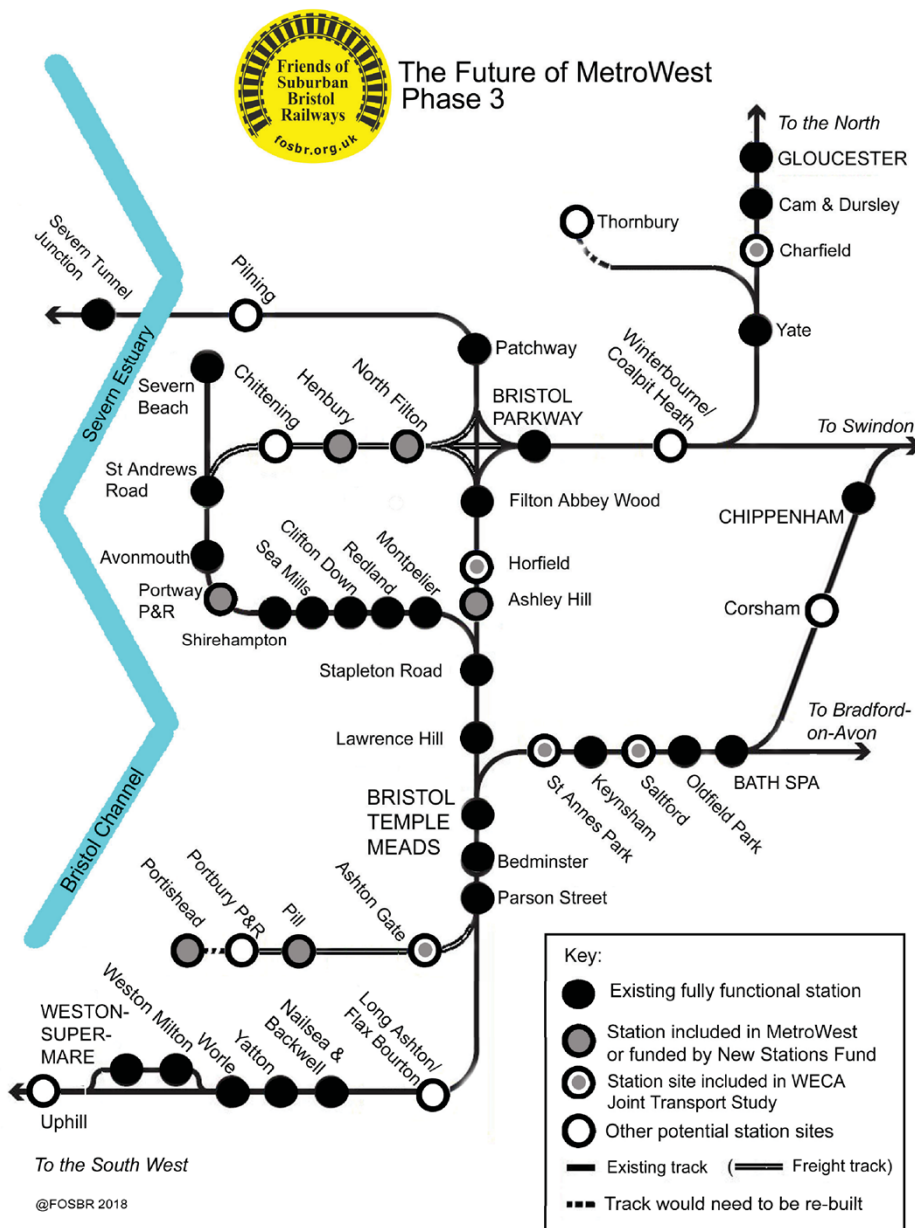 Friends of
Suburban
Bristol
Railways
fosbr.org.uk
The Future of MetroWest
Phase 3
To the North
GLOUCESTER
Cam & Dursley
Thornbury
Charfield
Severn Tunnel
Junction
Pilning
Yate
Severn Estuary
Patchway
Winterbourne/
Coalpit Heath
Severn
Beach
Chittening
Henbury
North Filton
BRISTOL
PARKWAY
To Swindon
St Andrews
Road
Filton Abbey Wood
CHIPPENHAM
Avonmouth
Sea Mills
Clifton Down
Redland
Montpelier
Horfield
Portway
P&R
Ashley Hill
Corsham
Shirehampton
Stapleton Road
Lawrence Hill
To Bradford-
on-Avon
BRISTOL
TEMPLE
MEADS
St Annes Park
Keynsham
Saltford
Oldfield Park
BATH SPA
Bristol Channel
Bedminster
Parson Street
Portishead
Portbury P&R
Pill
Ashton Gate
WESTON-
SUPER-
MARE
Weston Milton
Worle
Yatton
Nailsea &
Backwell
Long Ashton/
Flax Bourton
Uphill
To the South West
@FOSBR 2018
Key:
Existing fully functional station
Station included in MetroWest
or funded by New Stations Fund
Station site included in WECA
Joint Transport Study
Other potential station sites
Existing track ( Freight track)
Track would need to be re-built